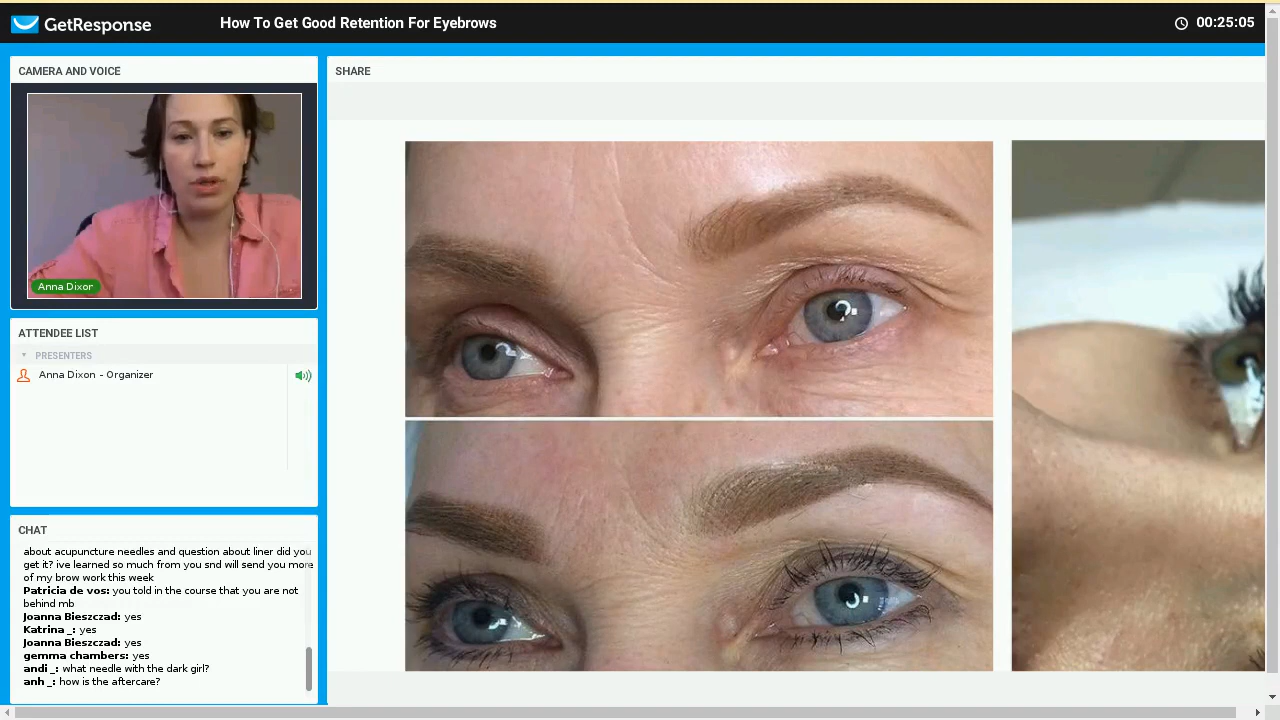 GetResponse
How To Get Good Retention For Eyebrows
00:25:05
CAMERA AND VOICE
Anna Dixon
ATTENDEE LIST
PRESENTERS
Anna Dixon - Organizer
CHAT
about acupuncture needles and question about liner did you
get it? ive learned so much from you snd will send you more
of my brow work this week
Patricia de vos: you told in the course that you are not
behind mb
Joanna Bieszczad: yes
Katrina _: yes
Joanna Bieszczad: yes
gemma chambers: yes
andi _: what needle with the dark girl?
anh _: how is the aftercare?
SHARE